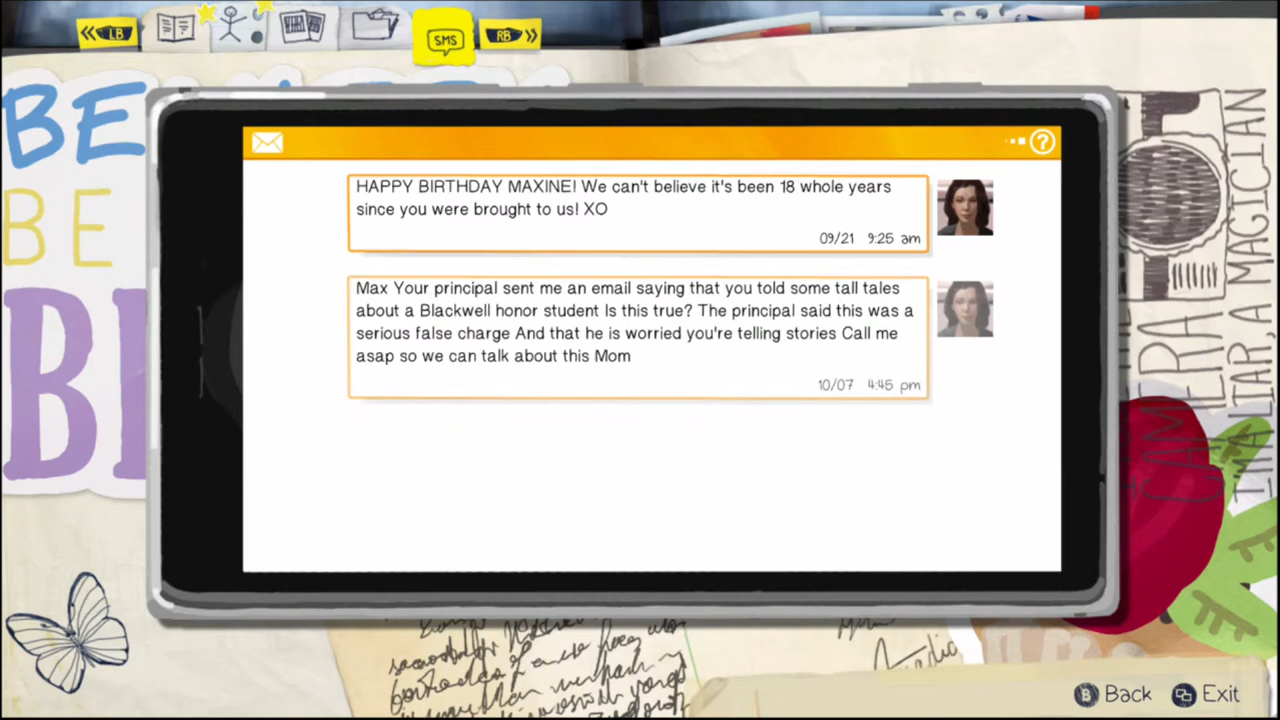 LB
SMS
RB
BE
BE
HAPPY BIRTHDAY MAXINE! We can't believe it's been 18 whole years
since you were brought to us! XO
09/21 9:25 am
Max Your principal sent me an email saying that you told some tall tales
about a Blackwell honor student Is this true? The principal said this was a
serious false charge And that he is worried you're telling stories Call me
asap so we can talk about this Mom
10/07 4:45 pm
CAMERA
I'M A LIAR, A MAGICIAN
B Back
Exit